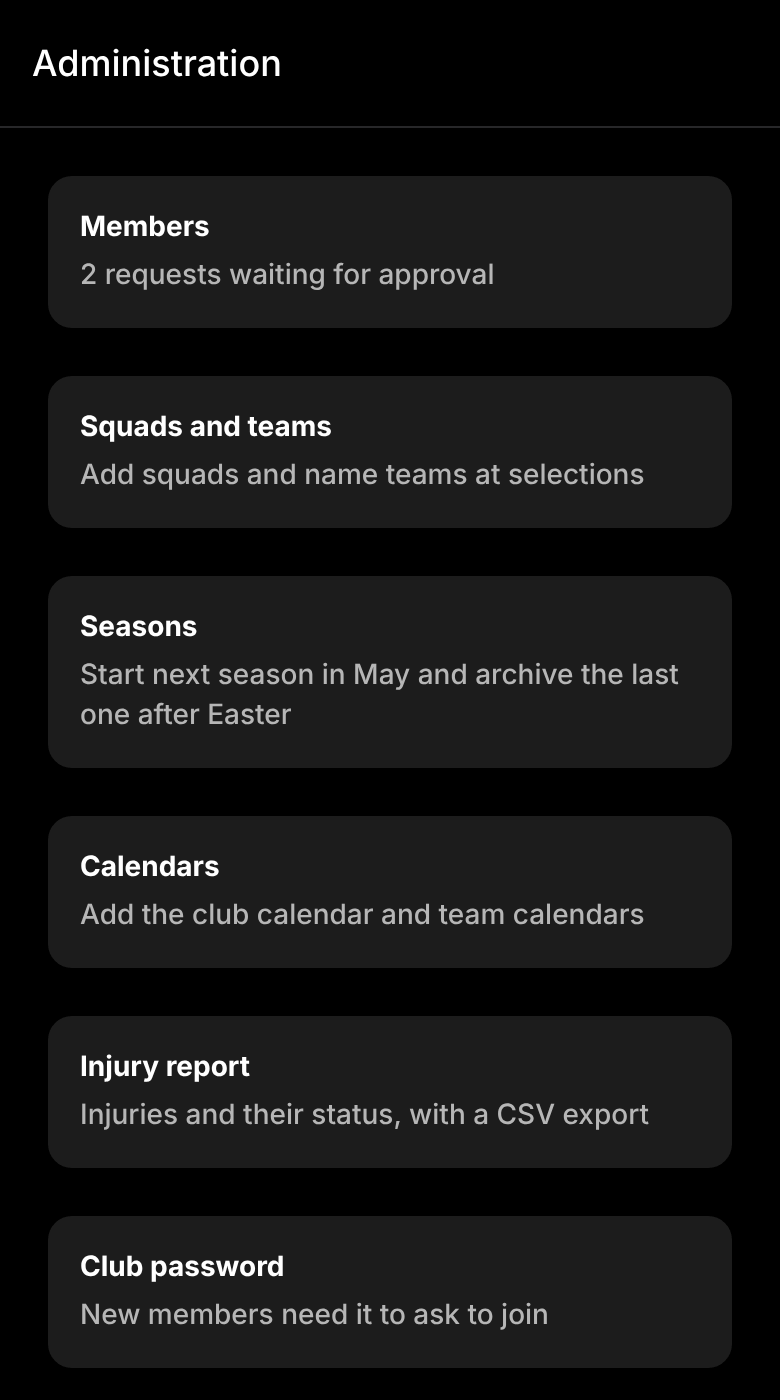 Administration
Members
2 requests waiting for approval
Squads and teams
Add squads and name teams at selections
Seasons
Start next season in May and archive the last
one after Easter
Calendars
Add the club calendar and team calendars
Injury report
Injuries and their status, with a CSV export
Club password
New members need it to ask to join